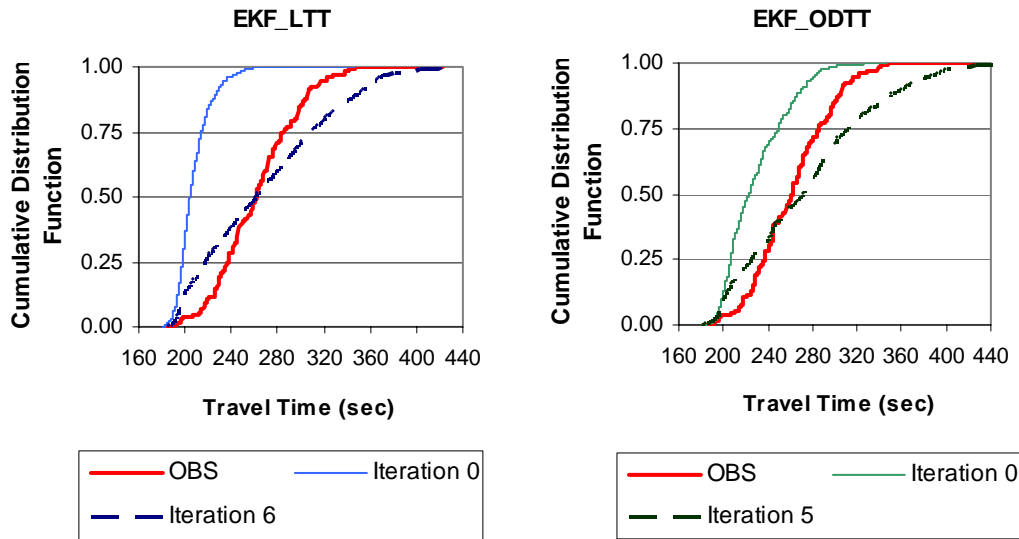 EKF_LTT
Cumulative Distribution
Function
1.00
0.75
0.50
0.25
0.00
160 200 240 280 320 360 400 440
Travel Time (sec)
OBS
Iteration 0
Iteration 6
EKF_ODTT
Cumulative Distribution
Function
1.00
0.75
0.50
0.25
0.00
160 200 240 280 320 360 400 440
Travel Time (sec)
OBS
Iteration 0
Iteration 5